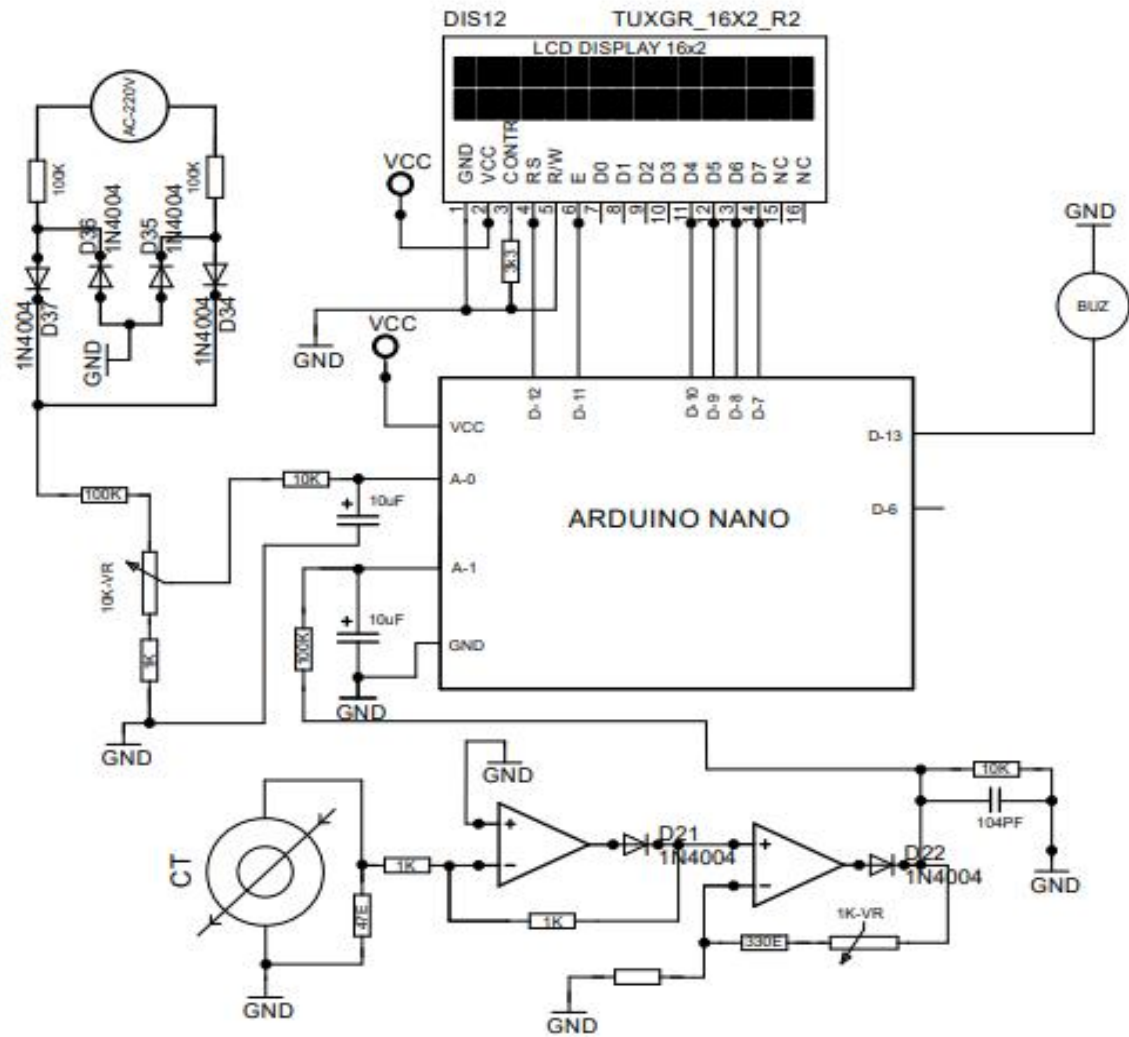 DIS12 TUXGR_16X2_R2
LCD DISPLAY 16x2
AC-220V
100K
100K
D36
1N4004
D35
1N4004
1N4004
D37
1N4004
D34
GND
VCC
GND
VCC
CONTR
RS
R/W
E
D0
D1
D2
D3
D4
D5
D6
D7
NC
NC
1
2
3
4
5
6
7
8
9
10
11
12
13
14
15
16
3k3
GND
VCC
GND
BUZ
D-12
D-11
D-10
D-9
D-8
D-7
VCC
A-0
A-1
GND
D-13
D-6
ARDUINO NANO
100K
10K-VR
1K
GND
10K
+
10uF
+
10uF
100K
GND
CT
47E
GND
1K
GND
+
-
1K
D21
1N4004
+
-
D22
1N4004
10K
104PF
GND
330E
1K-VR
GND